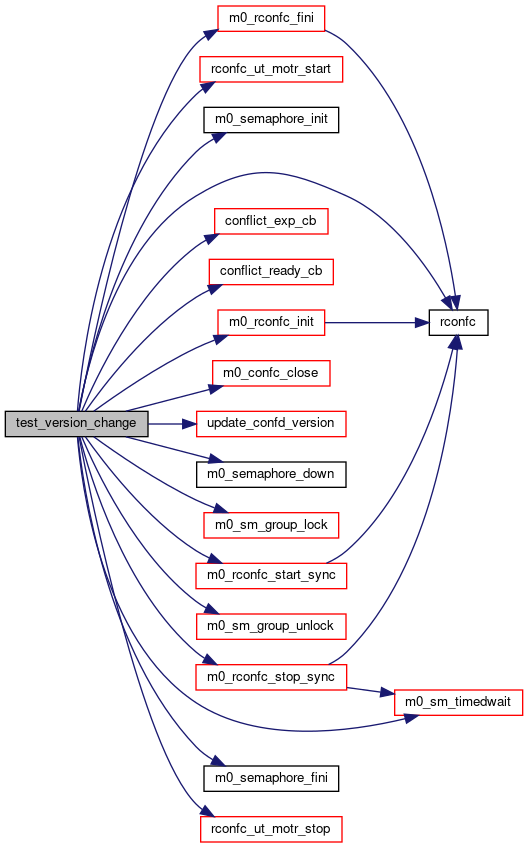 m0_rconfc_fini
rconfc_ut_motr_start
m0_semaphore_init
conflict_exp_cb
conflict_ready_cb
m0_rconfc_init
rconfc
m0_confc_close
test_version_change
update_confd_version
m0_semaphore_down
m0_sm_group_lock
m0_rconfc_start_sync
m0_sm_group_unlock
m0_rconfc_stop_sync
m0_sm_timedwait
m0_semaphore_fini
rconfc_ut_motr_stop